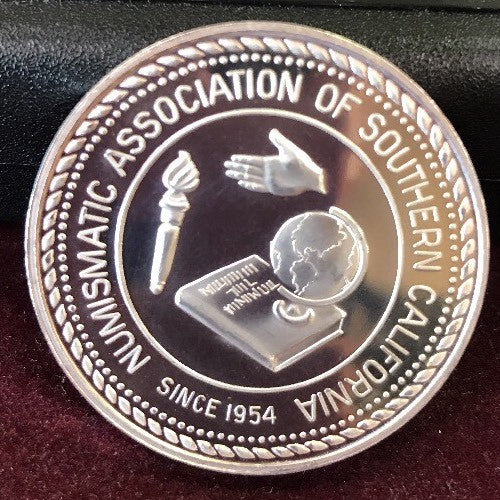 NUMISMATIC ASSOCIATION OF SOUTHERN CALIFORNIA
SINCE 1954